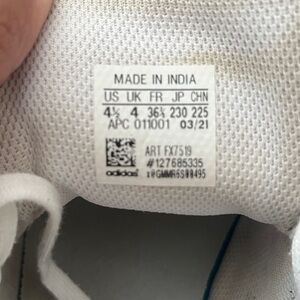 MADE IN INDIA
US UK FR JP CHN
4½ 4 36⅔ 230 225
APC 011001 03/21
ART FX7519
#127685335
adidas